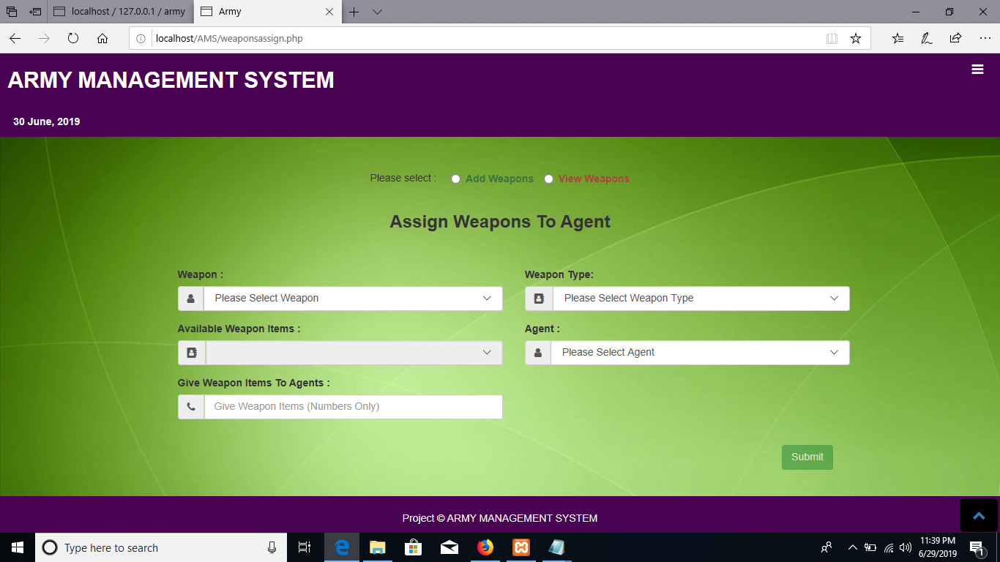 localhost / 127.0.0.1 / army
Army
localhost/AMS/weaponsassign.php
ARMY MANAGEMENT SYSTEM
30 June, 2019
Please select : Add Weapons View Weapons
Assign Weapons To Agent
Weapon : Weapon Type:
Please Select Weapon Please Select Weapon Type
Available Weapon Items : Agent :
Please Select Agent
Give Weapon Items To Agents :
Give Weapon Items (Numbers Only)
Submit
Project © ARMY MANAGEMENT SYSTEM
Type here to search
11:39 PM
6/29/2019
1